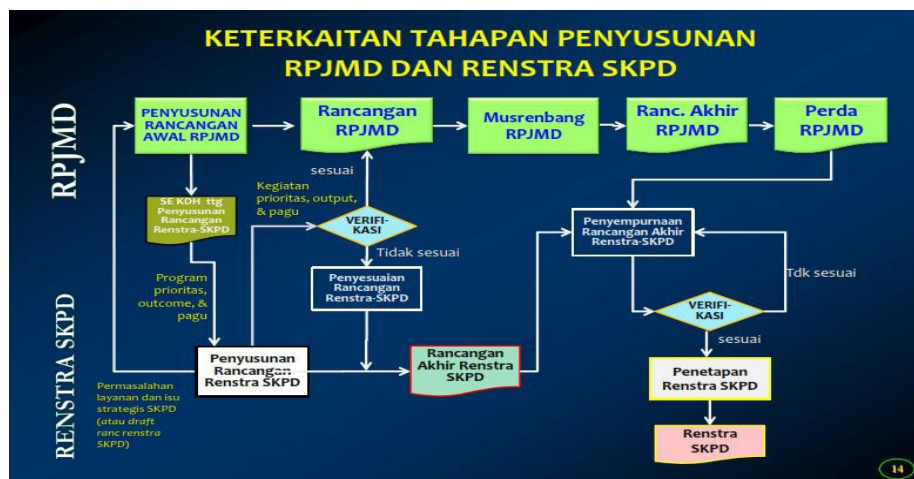 KETERKAITAN TAHAPAN PENYUSUNAN
RPJMD DAN RENSTRA SKPD
RPJMD
PENYUSUNAN
RANCANGAN
AWAL RPJMD
Rancangan
RPJMD
Musrenbang
RPJMD
Ranc. Akhir
RPJMD
Perda
RPJMD
sesuai
SE KDH ttg
Penyusunan
Rancangan
Renstra-SKPD
Kegiatan
prioritas, output,
& pagu
VERIFI-
KASI
Penyempurnaan
Rancangan Akhir
Renstra-SKPD
Tidak sesuai
Program
prioritas,
outcome, &
pagu
Penyesuaian
Rancangan
Renstra-SKPD
Tdk sesuai
VERIFI-
KASI
sesuai
RENSTRA SKPD
Penyusunan
Rancangan
Renstra SKPD
Rancangan
Akhir Renstra
SKPD
Penetapan
Renstra SKPD
Permasalahan
layanan dan isu
strategis SKPD
(atau draft
ranc renstra
SKPD)
Renstra
SKPD
14